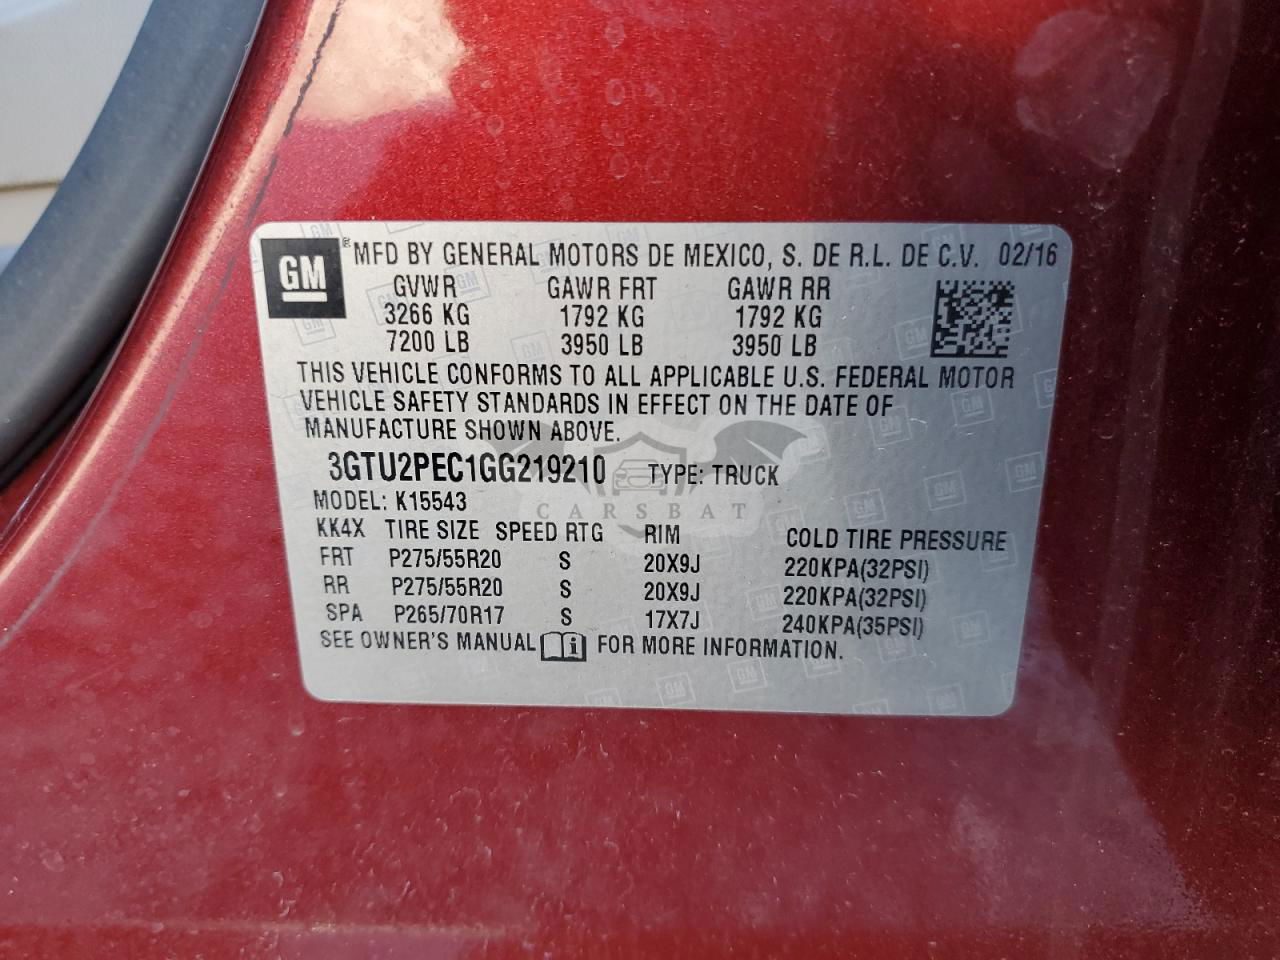 GM ® MFD BY GENERAL MOTORS DE MEXICO, S. DE R.L. DE C.V. 02/16
GVWR GAWR FRT GAWR RR
3266 KG 1792 KG 1792 KG
7200 LB 3950 LB 3950 LB
THIS VEHICLE CONFORMS TO ALL APPLICABLE U.S. FEDERAL MOTOR
VEHICLE SAFETY STANDARDS IN EFFECT ON THE DATE OF
MANUFACTURE SHOWN ABOVE.
3GTU2PEC1GG219210 TYPE: TRUCK
MODEL: K15543
CARSBAT
KK4X TIRE SIZE SPEED RTG RIM COLD TIRE PRESSURE
FRT P275/55R20 S 20X9J 220KPA(32PSI)
RR P275/55R20 S 20X9J 220KPA(32PSI)
SPA P265/70R17 S 17X7J 240KPA(35PSI)
SEE OWNER'S MANUAL i FOR MORE INFORMATION.